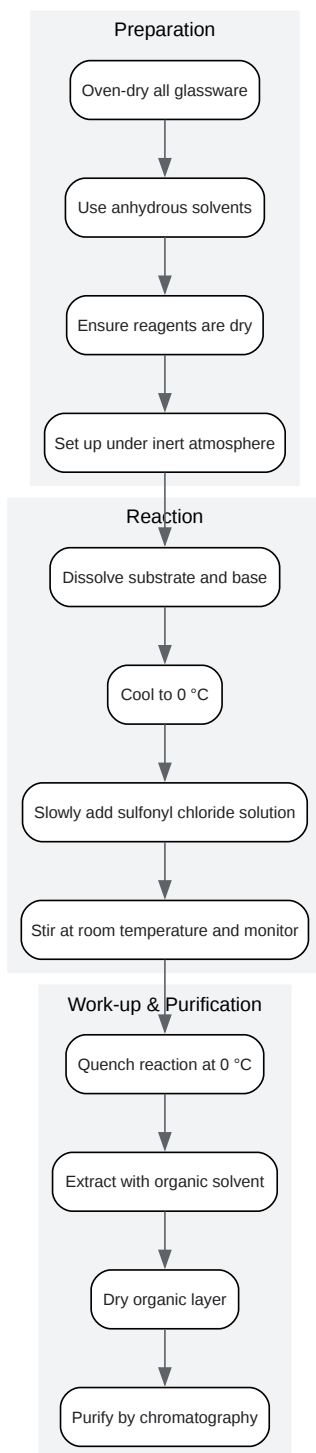 Preparation
Oven-dry all glassware
Use anhydrous solvents
Ensure reagents are dry
Set up under inert atmosphere
Reaction
Dissolve substrate and base
Cool to 0 °C
Slowly add sulfonyl chloride solution
Stir at room temperature and monitor
Work-up & Purification
Quench reaction at 0 °C
Extract with organic solvent
Dry organic layer
Purify by chromatography